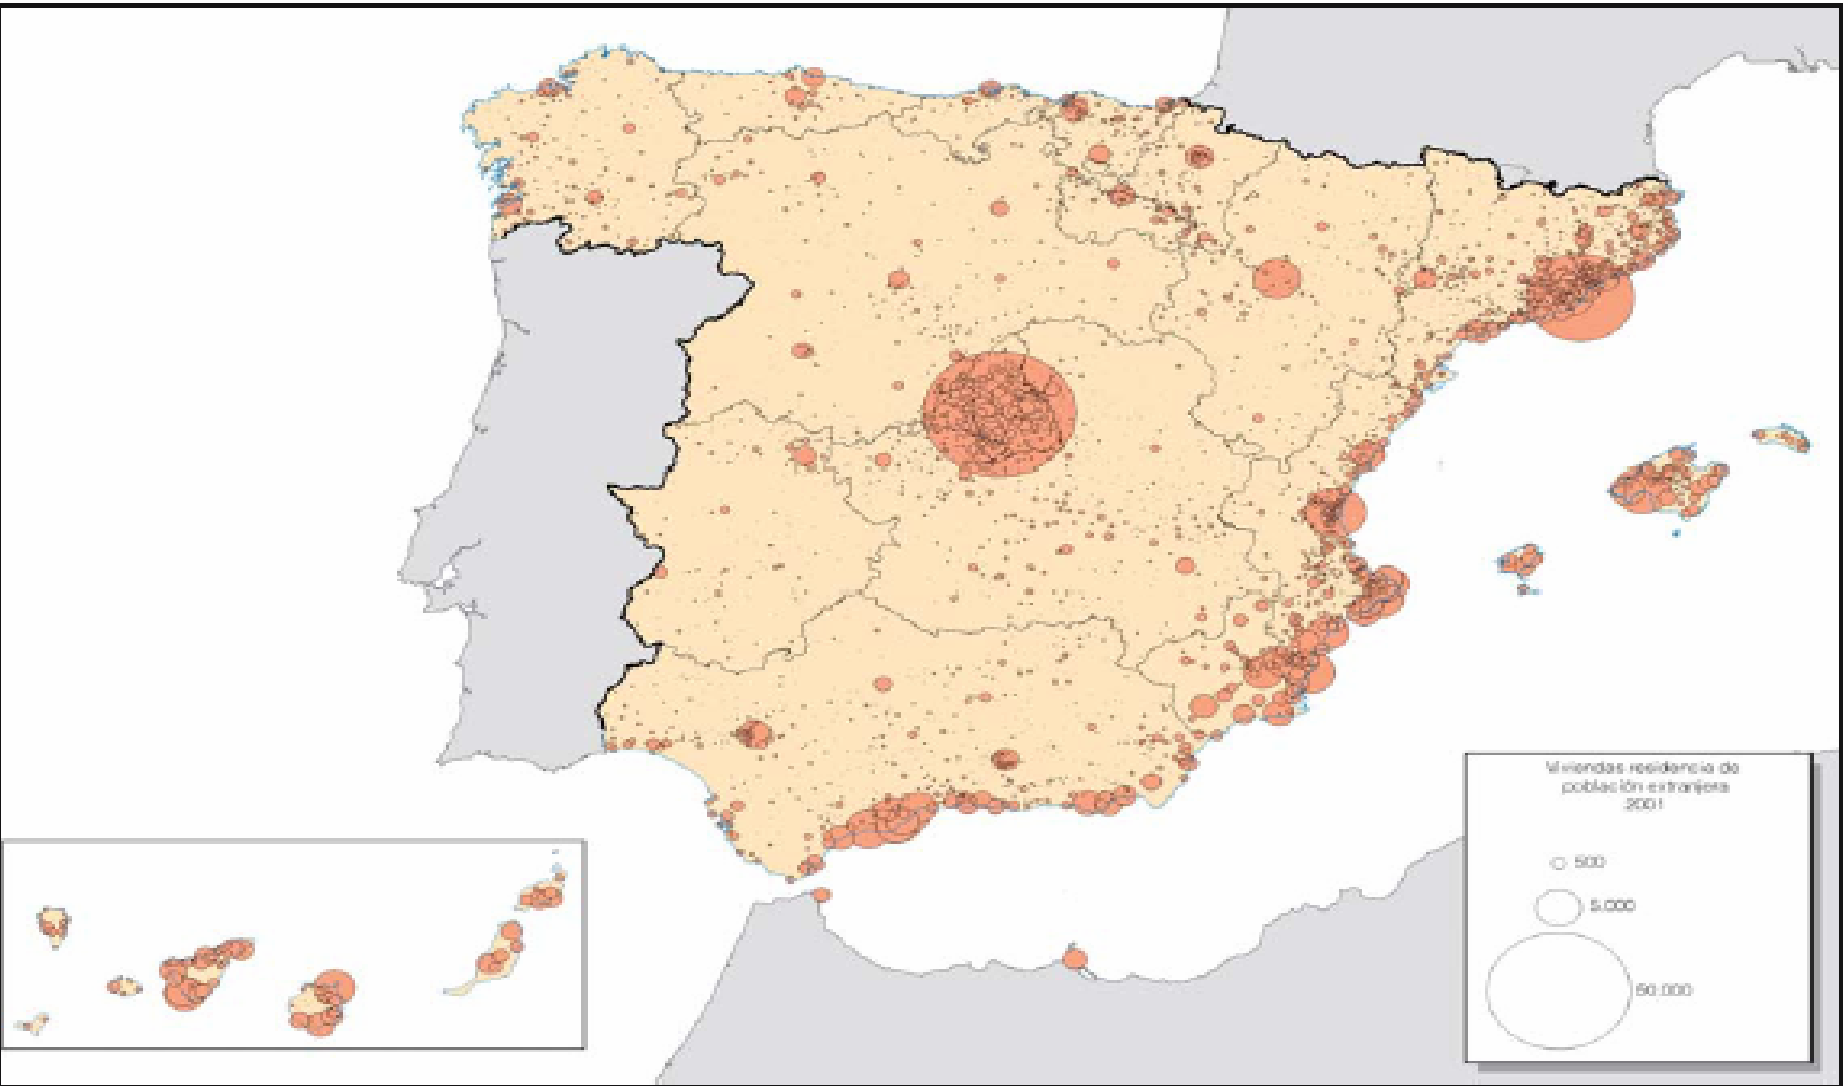 Viviendas residencia de
población extranjera
2001
500
5.000
50.000